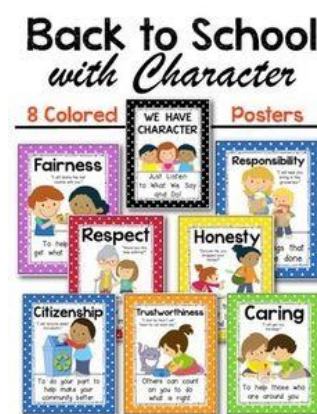 Back to School
with Character
8 Colored
Posters
WE HAVE
CHARACTER
Just Listen
to What We Say
and Do!
Fairness
To help
get what
Responsibility
that
done
Respect
Honesty
Citizenship
To do your part to
help make your
community better
Trustworthiness
Others can count
on you to do
what is right
Caring
To help those who
are around you